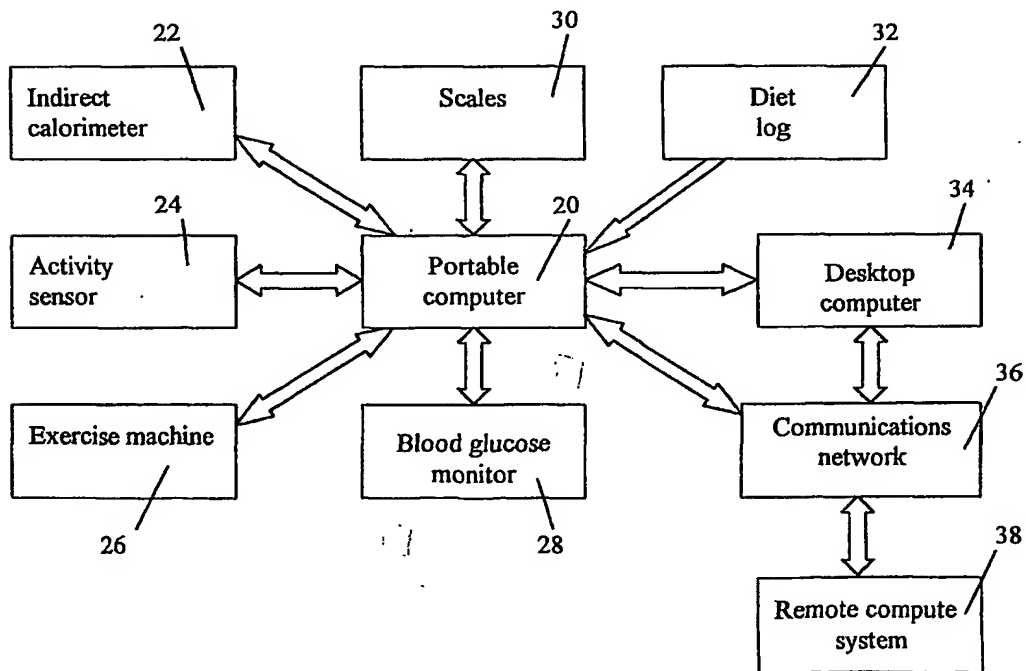 22
30
32
Indirect
calorimeter
Scales
Diet
log
24
20
34
Activity
sensor
Portable
computer
Desktop
computer
36
Exercise machine
Blood glucose
monitor
Communications
network
26
28
38
Remote compute
system